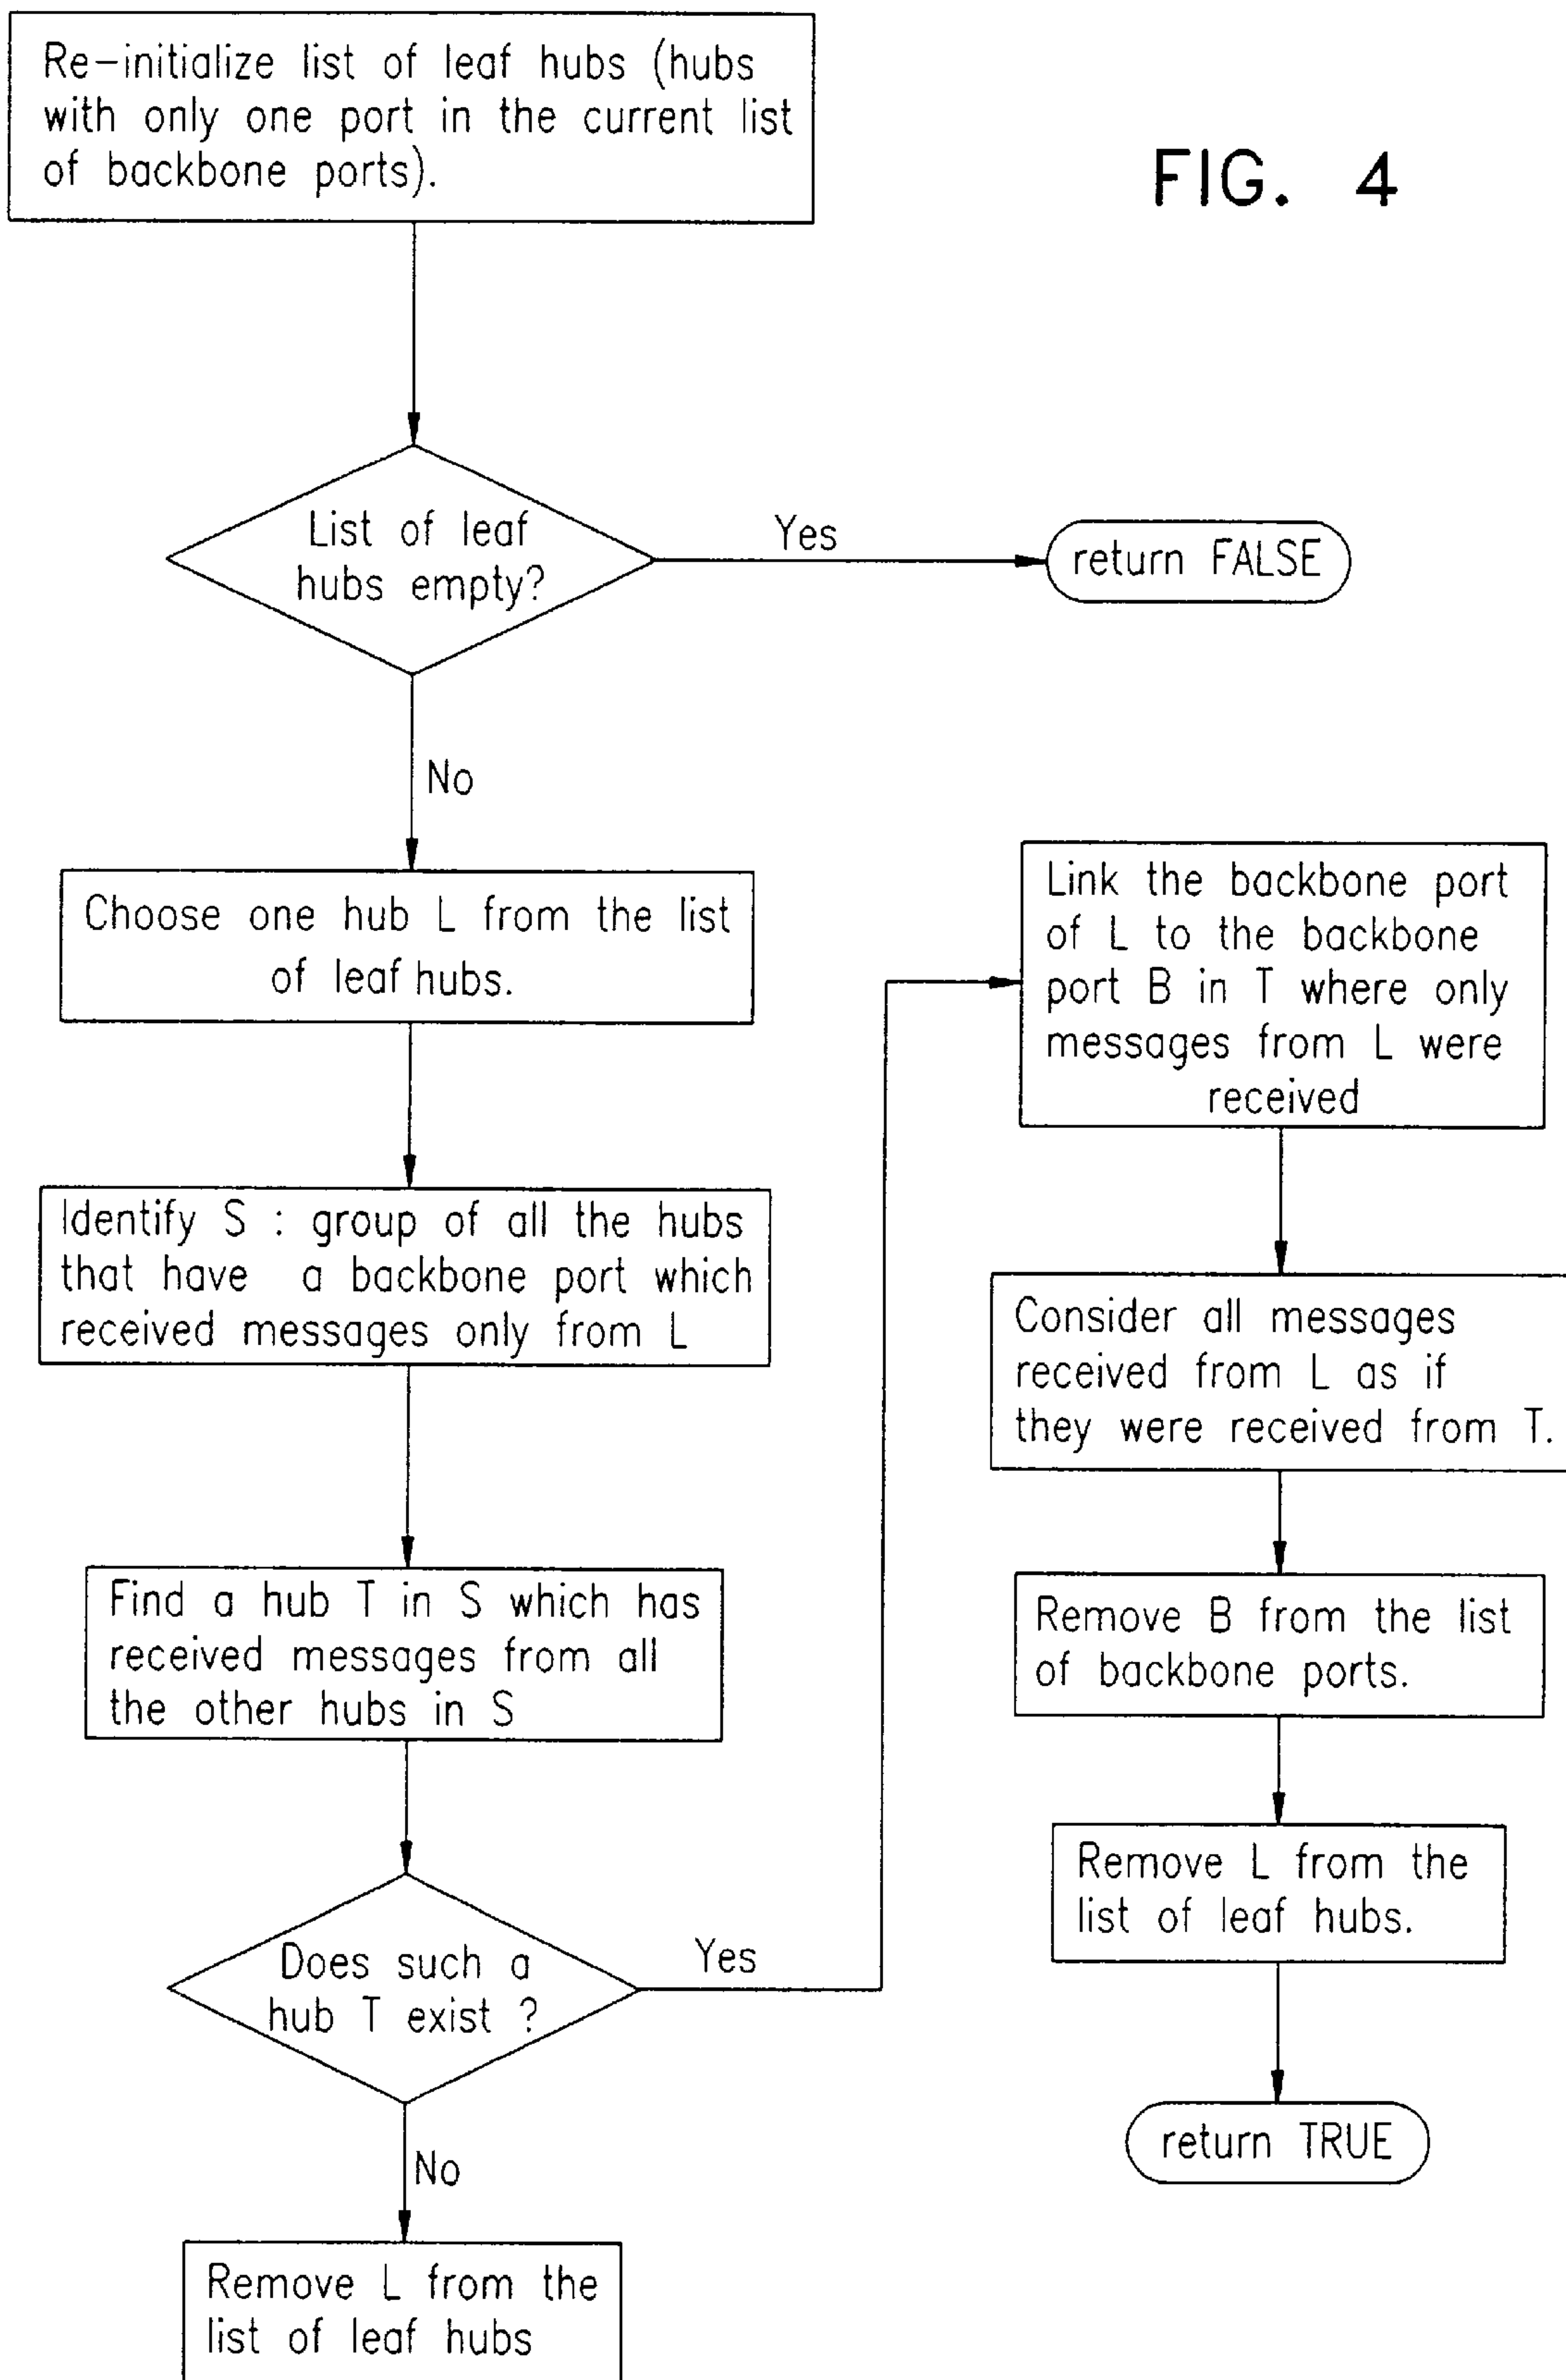 FIG. 4
Re-initialize list of leaf hubs (hubs
with only one port in the current list
of backbone ports).
List of leaf
hubs empty?
Yes
return FALSE
No
Choose one hub L from the list
of leaf hubs.
Identify S : group of all the hubs
that have a backbone port which
received messages only from L
Find a hub T in S which has
received messages from all
the other hubs in S
Does such a
hub T exist ?
Yes
No
Remove L from the
list of leaf hubs
Link the backbone port
of L to the backbone
port B in T where only
messages from L were
received
Consider all messages
received from L as if
they were received from T.
Remove B from the list
of backbone ports.
Remove L from the
list of leaf hubs.
return TRUE